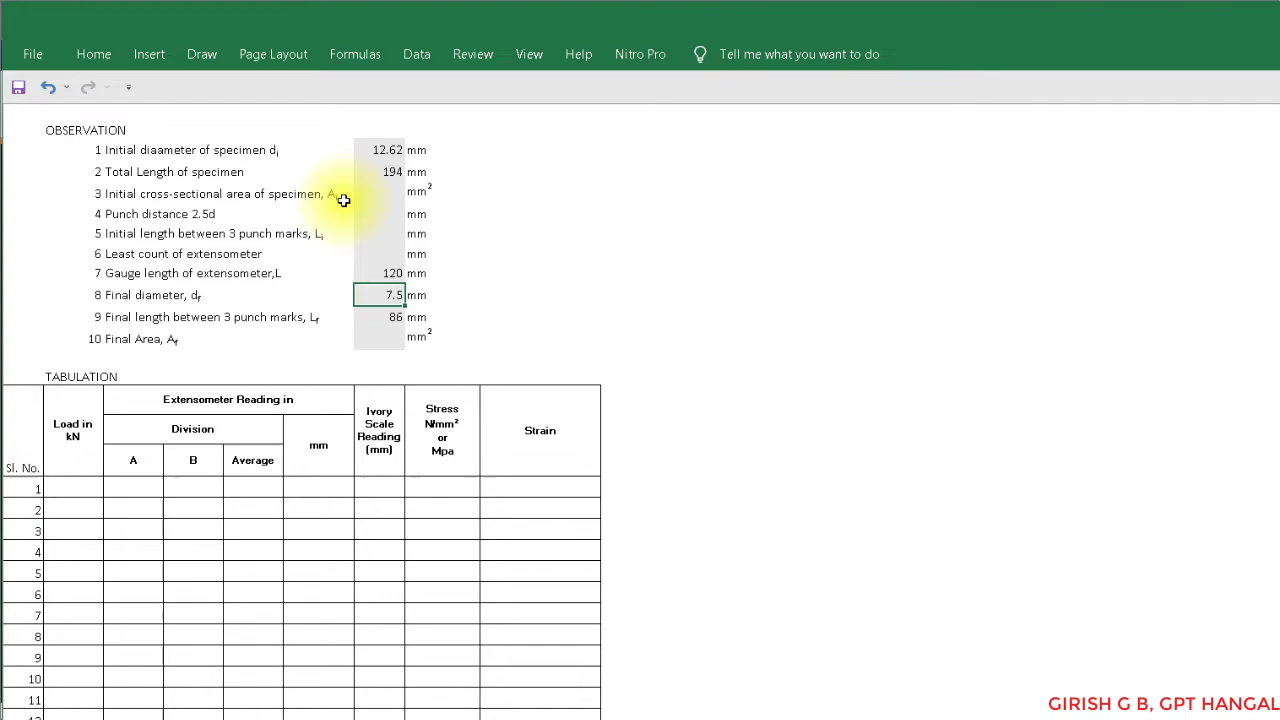 File Home Insert Draw Page Layout Formulas Data Review View Help Nitro Pro Tell me what you want to do
OBSERVATION
1 Initial diaameter of specimen di 12.62 mm
2 Total Length of specimen 194 mm
3 Initial cross-sectional area of specimen, Ai mm²
4 Punch distance 2.5d mm
5 Initial length between 3 punch marks, Li mm
6 Least count of extensometer mm
7 Gauge length of extensometer,L 120 mm
8 Final diameter, df 7.5 mm
9 Final length between 3 punch marks, Lf 86 mm
10 Final Area, Af mm²
TABULATION
Sl. No.
Load in
kN
Extensometer Reading in
Division
A B Average
mm
Ivory
Scale
Reading
(mm)
Stress
N/mm²
or
Mpa
Strain
1
2
3
4
5
6
7
8
9
10
11
GIRISH G B, GPT HANGAL